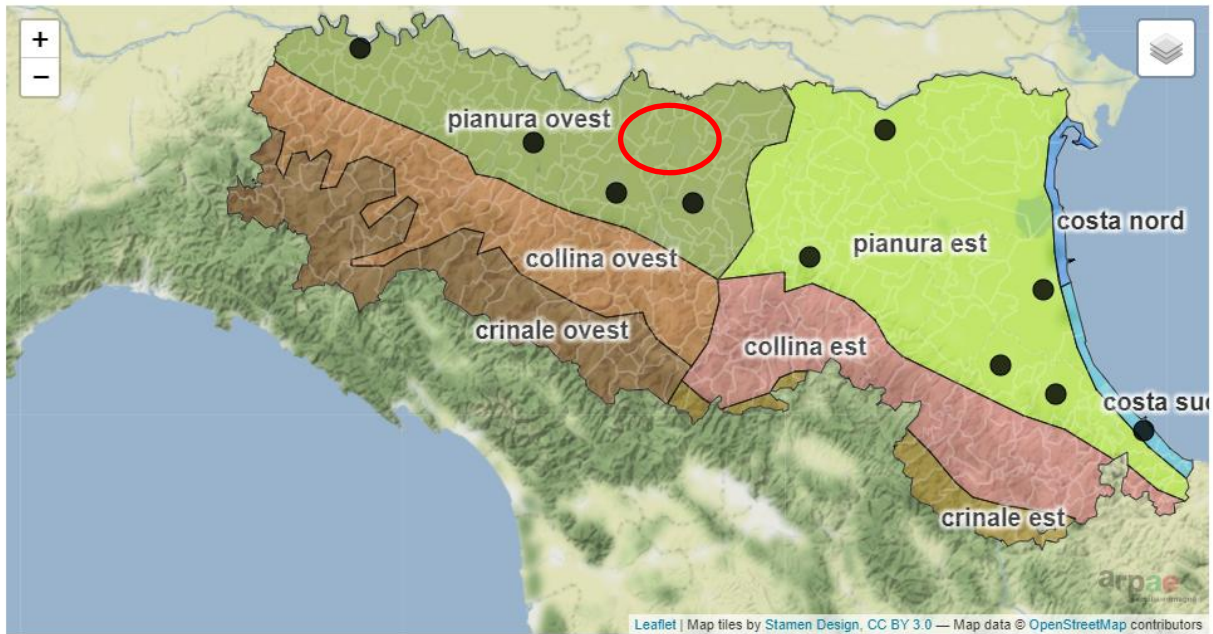 +
−
pianura ovest
costa nord
pianura est
collina ovest
crinale ovest
collina est
costa sud
crinale est
arpae
Leaflet | Map tiles by Stamen Design, CC BY 3.0 — Map data © OpenStreetMap contributors